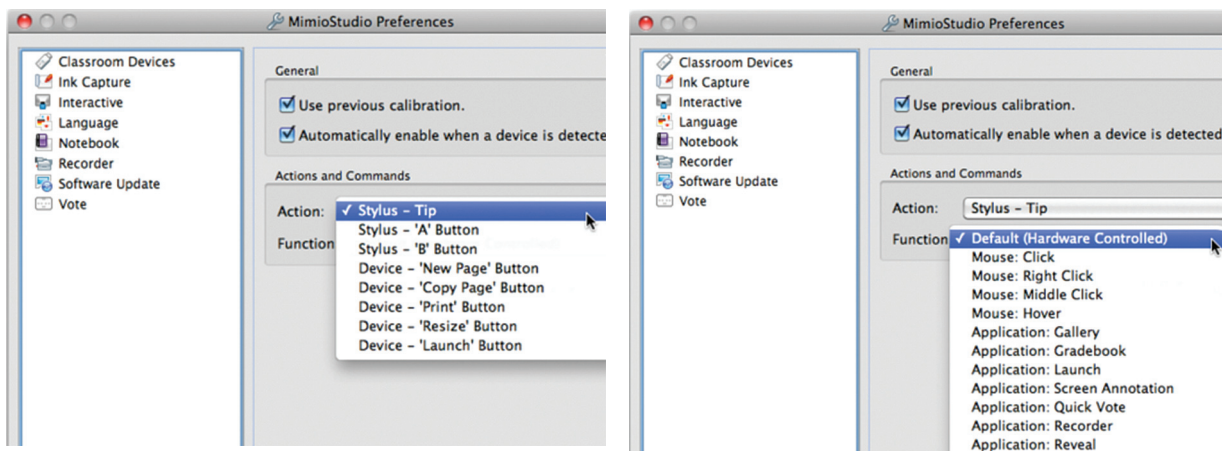 MimioStudio Preferences
Classroom Devices
Ink Capture
Interactive
Language
Notebook
Recorder
Software Update
Vote
General
Use previous calibration.
Automatically enable when a device is detecte
Actions and Commands
Action:
✓ Stylus – Tip
Stylus – 'A' Button
Function
Stylus – 'B' Button
Device – 'New Page' Button
Device – 'Copy Page' Button
Device – 'Print' Button
Device – 'Resize' Button
Device – 'Launch' Button
MimioStudio Preferences
Classroom Devices
Ink Capture
Interactive
Language
Notebook
Recorder
Software Update
Vote
General
Use previous calibration.
Automatically enable when a device is detected
Actions and Commands
Action: Stylus – Tip
Function ✓ Default (Hardware Controlled)
Mouse: Click
Mouse: Right Click
Mouse: Middle Click
Mouse: Hover
Application: Gallery
Application: Gradebook
Application: Launch
Application: Screen Annotation
Application: Quick Vote
Application: Recorder
Application: Reveal